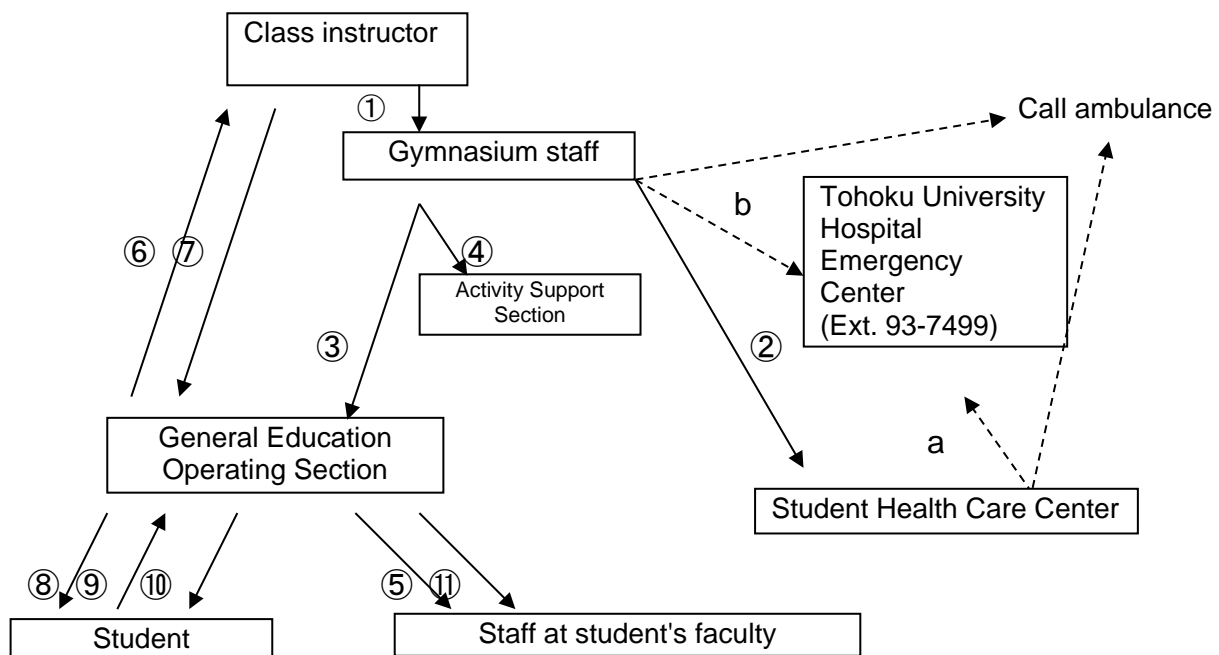 Class instructor
①
Call ambulance
Gymnasium staff
Tohoku University
Hospital
Emergency
Center
(Ext. 93-7499)
b
⑥ ⑦
④
Activity Support
Section
③
②
General Education
Operating Section
a
Student Health Care Center
⑧ ⑨ ⑩
⑤ ⑪
Student
Staff at student's faculty